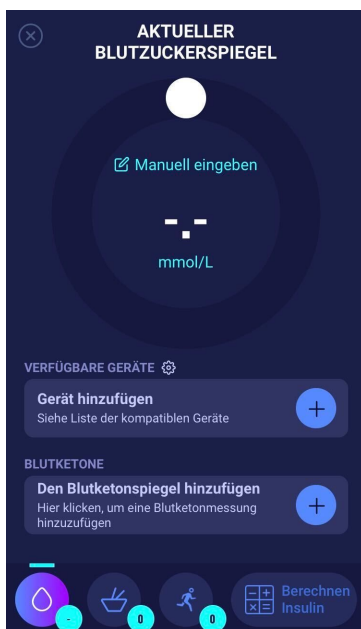 AKTUELLER
BLUTZUCKERSPIEGEL
Manuell eingeben
-.-
mmol/L
VERFÜGBARE GERÄTE
Gerät hinzufügen
Siehe Liste der kompatiblen Geräte
BLUTKETONE
Den Blutketonspiegel hinzufügen
Hier klicken, um eine Blutketonmessung
hinzuzufügen
-
0
0
Berechnen
Insulin